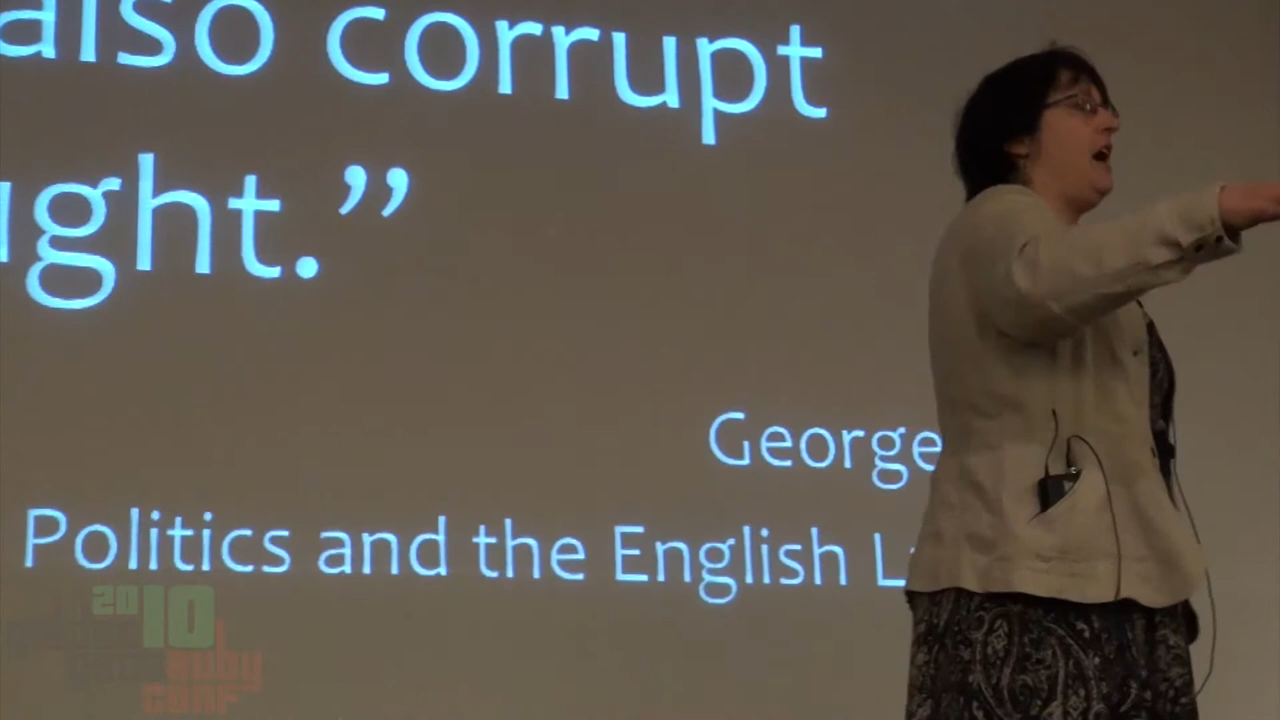 also corrupt
ught.”
George
Politics and the English L
2010
ruby
conf